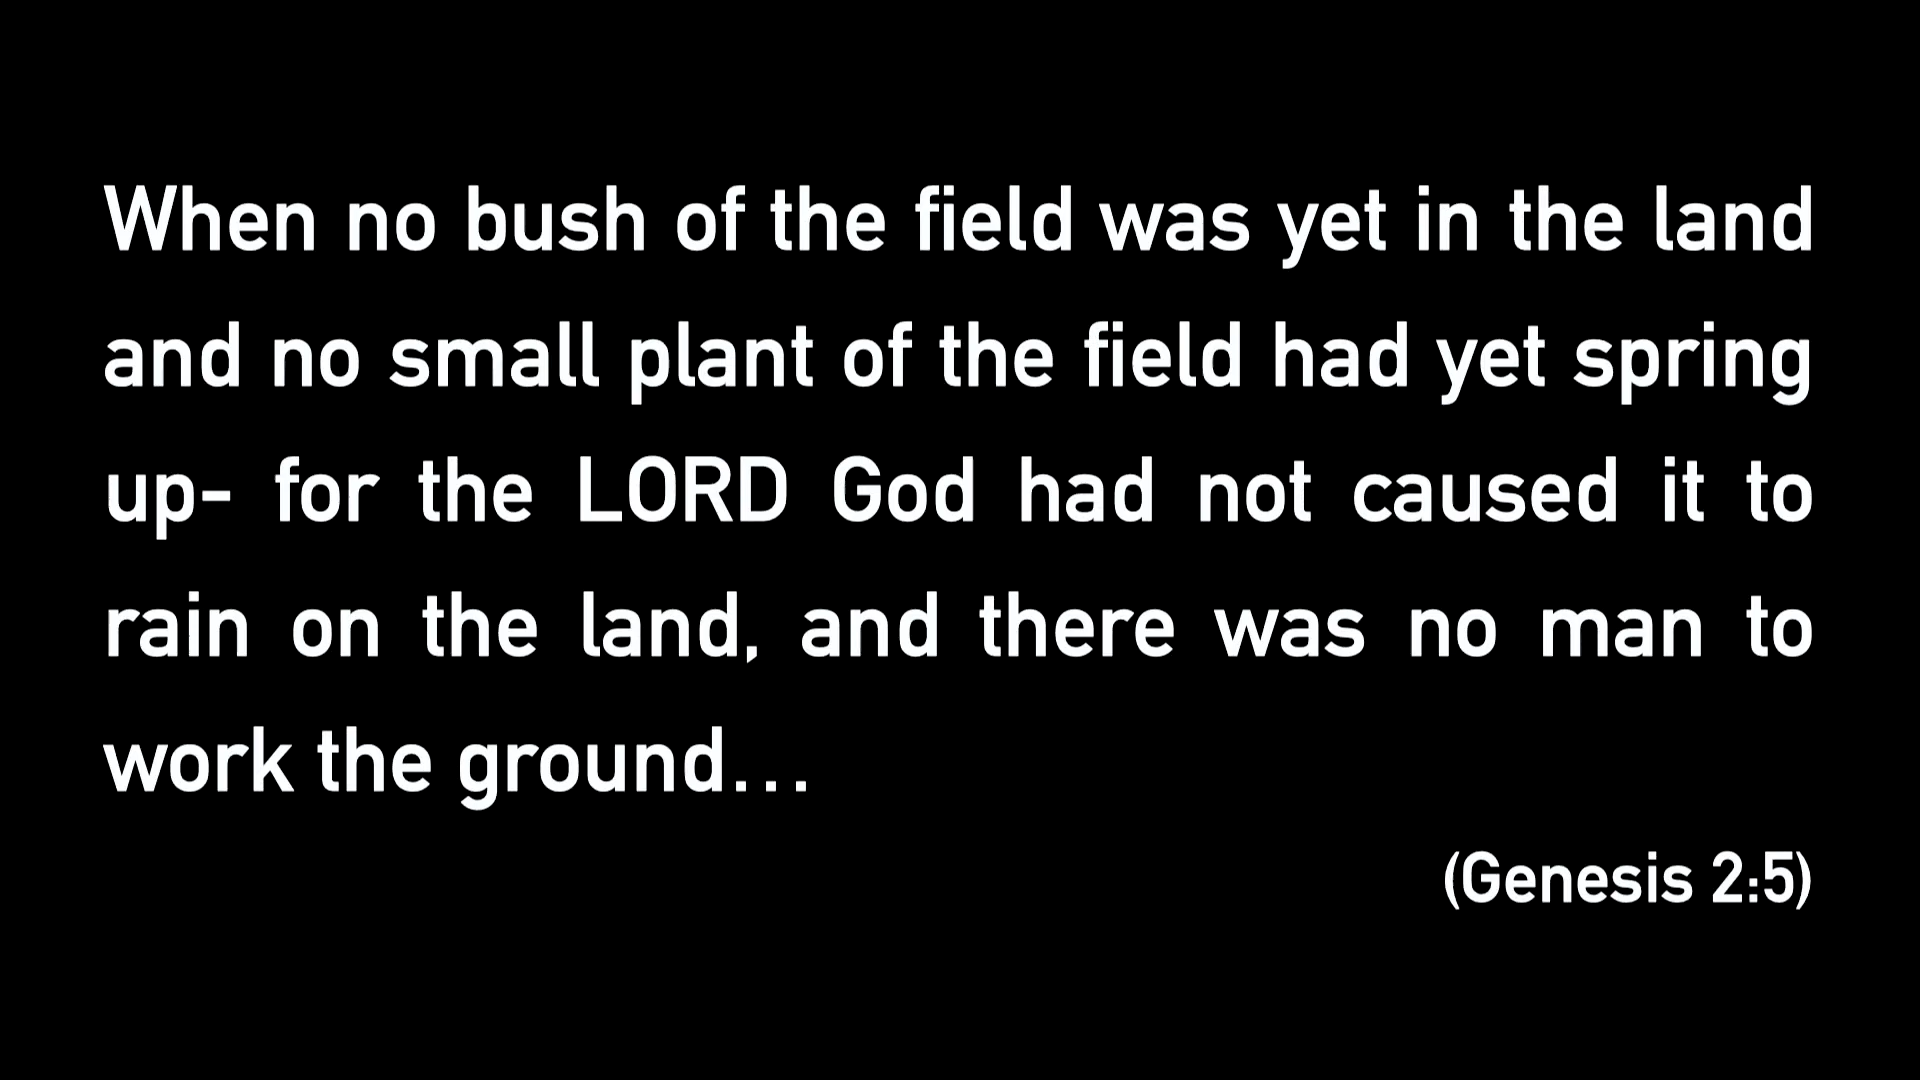 When no bush of the field was yet in the land
and no small plant of the field had yet spring
up- for the LORD God had not caused it to
rain on the land, and there was no man to
work the ground...
(Genesis 2:5)